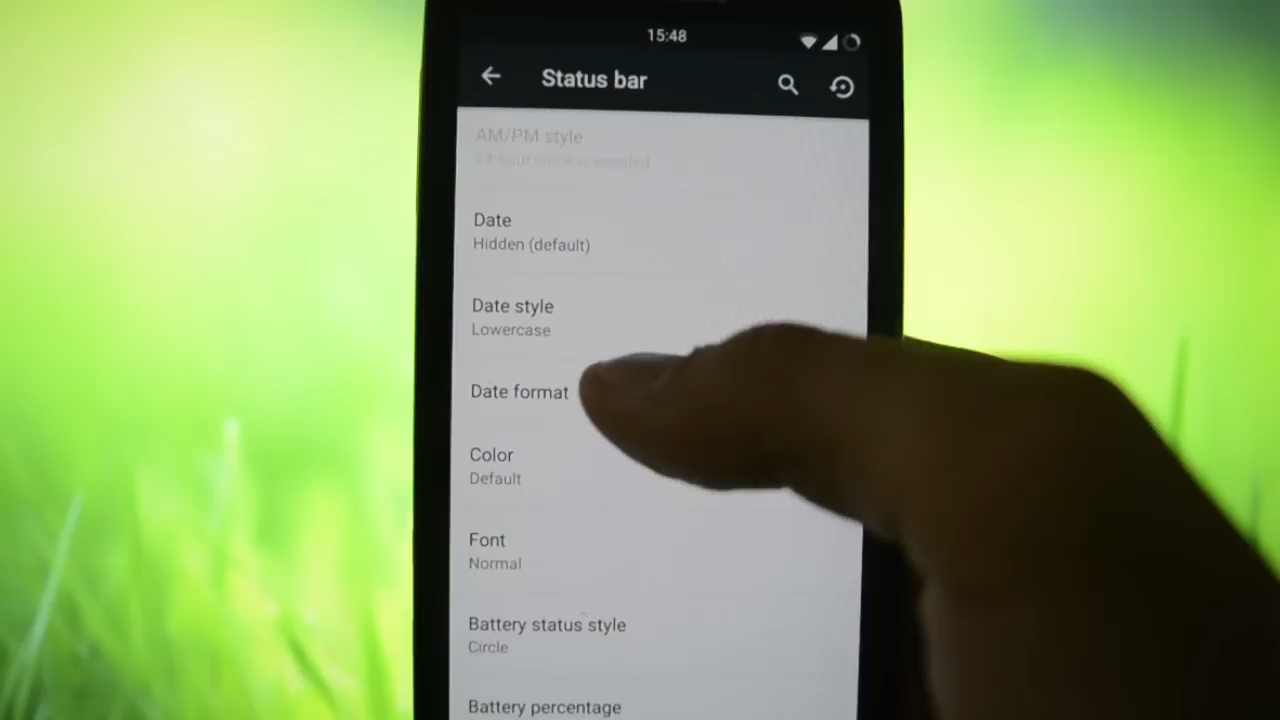 15:48
Status bar
AM/PM style
Date
Hidden (default)
Date style
Lowercase
Date format
Color
Default
Font
Normal
Battery status style
Circle
Battery percentage